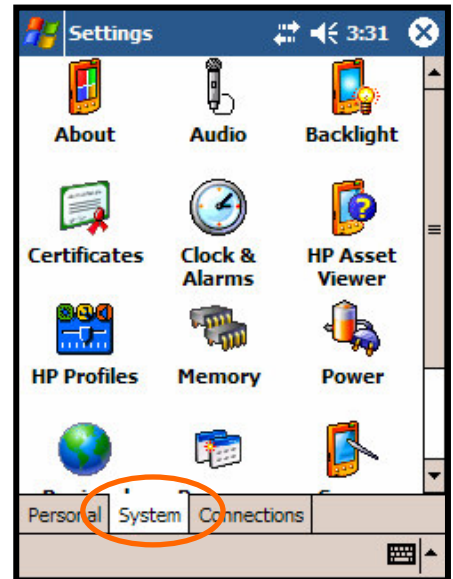 Settings 3:31
About Audio Backlight
Certificates Clock & Alarms HP Asset Viewer
HP Profiles Memory Power
Personal System Connections